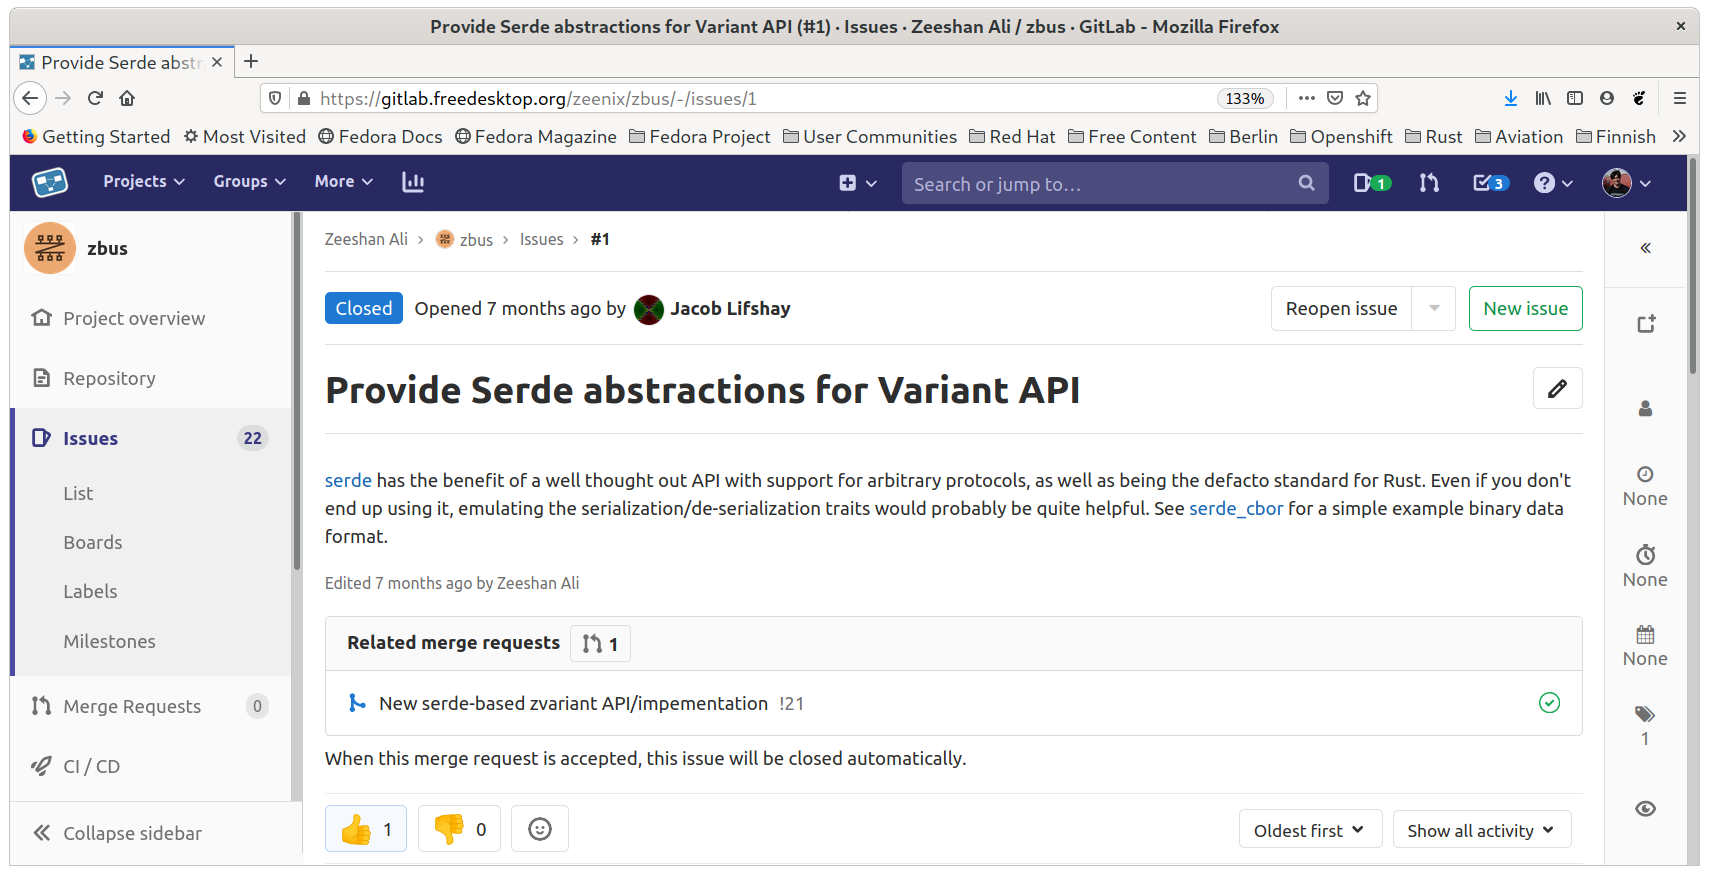 Provide Serde abstractions for Variant API (#1) · Issues · Zeeshan Ali / zbus · GitLab - Mozilla Firefox
Provide Serde abstr
https://gitlab.freedesktop.org/zeenix/zbus/-/issues/1 133%
Getting Started Most Visited Fedora Docs Fedora Magazine Fedora Project User Communities Red Hat Free Content Berlin Openshift Rust Aviation Finnish
Projects Groups More Search or jump to… 1 3
zbus
Project overview
Repository
Issues 22
List
Boards
Labels
Milestones
Merge Requests 0
CI / CD
Collapse sidebar
Zeeshan Ali › zbus › Issues › #1
Closed Opened 7 months ago by Jacob Lifshay Reopen issue New issue
Provide Serde abstractions for Variant API
serde has the benefit of a well thought out API with support for arbitrary protocols, as well as being the defacto standard for Rust. Even if you don't
end up using it, emulating the serialization/de-serialization traits would probably be quite helpful. See serde_cbor for a simple example binary data
format.
Edited 7 months ago by Zeeshan Ali
Related merge requests 1
New serde-based zvariant API/impementation !21
When this merge request is accepted, this issue will be closed automatically.
1 0 Oldest first Show all activity
None
None
None
1